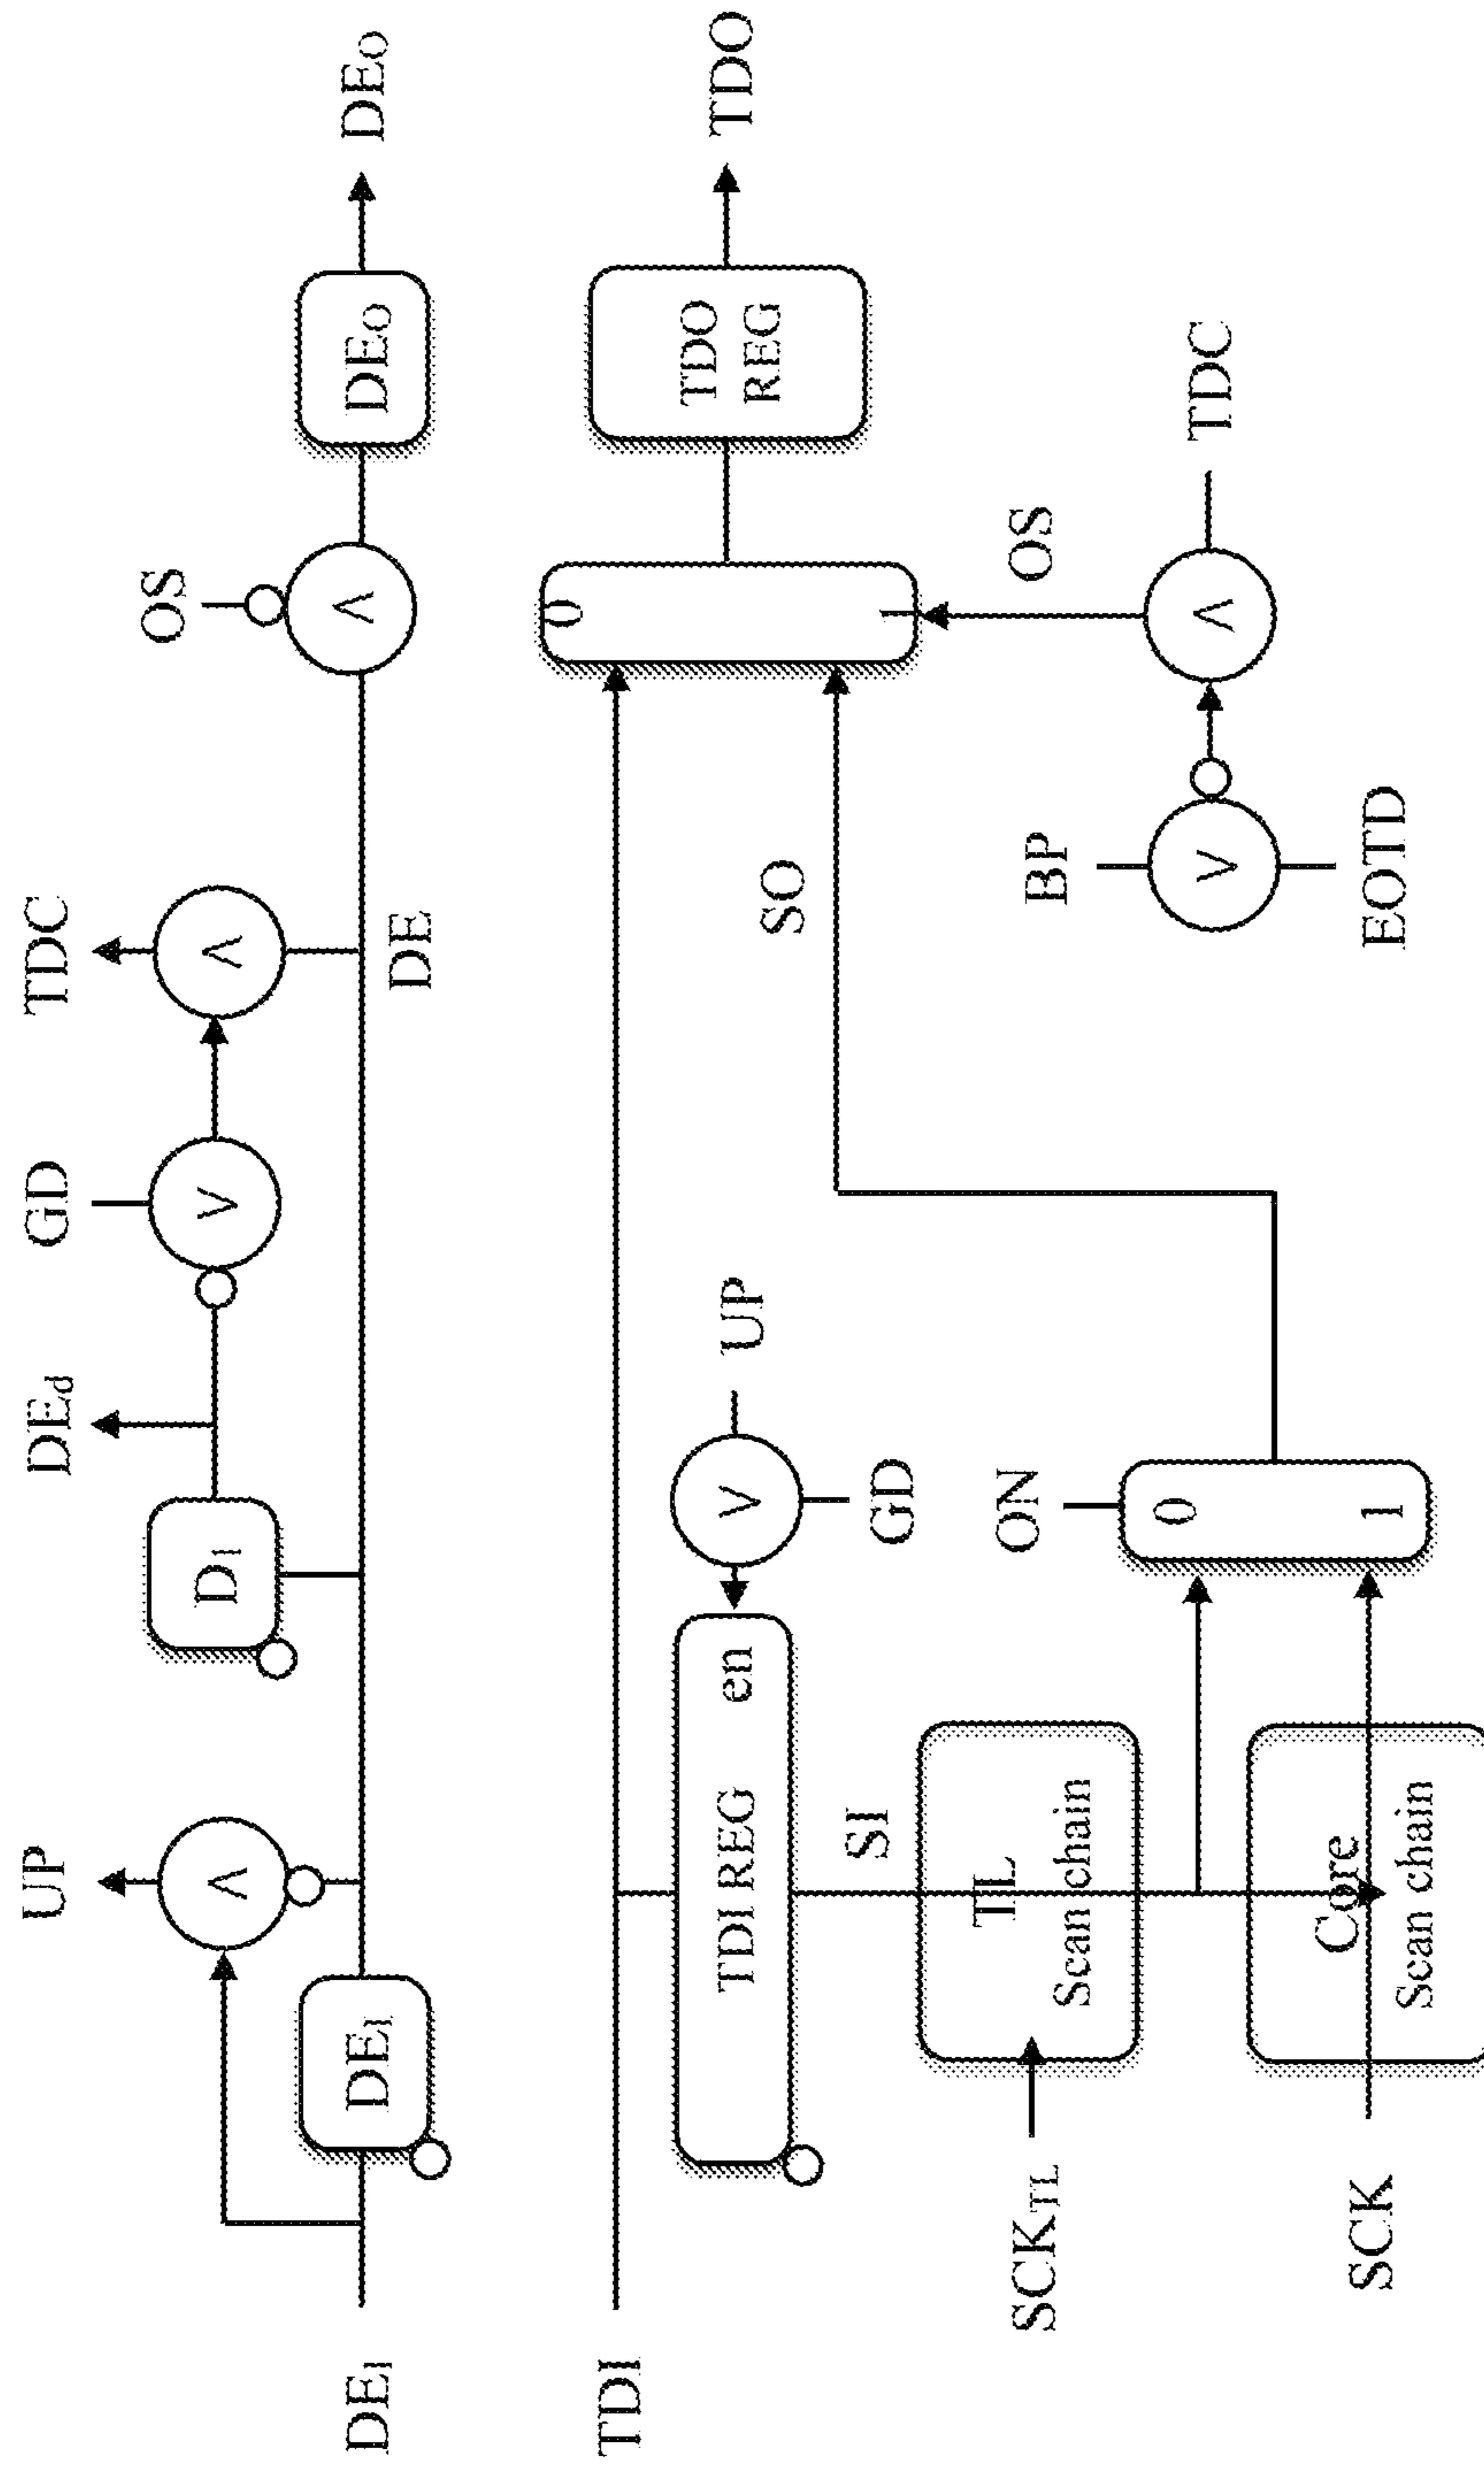 UP
DEd
GD
TDC
OS
Λ
D1
V
Λ
DEI
DEI
Λ
DEO
DEO
DE
TDI
0
TDO
REG
TDO
TDI REG
en
V
UP
GD
SI
SO
1
SCKTL
TL
Scan chain
ON
OS
BP
0
V
Λ
TDC
SCK
Core
Scan chain
1
EOTD